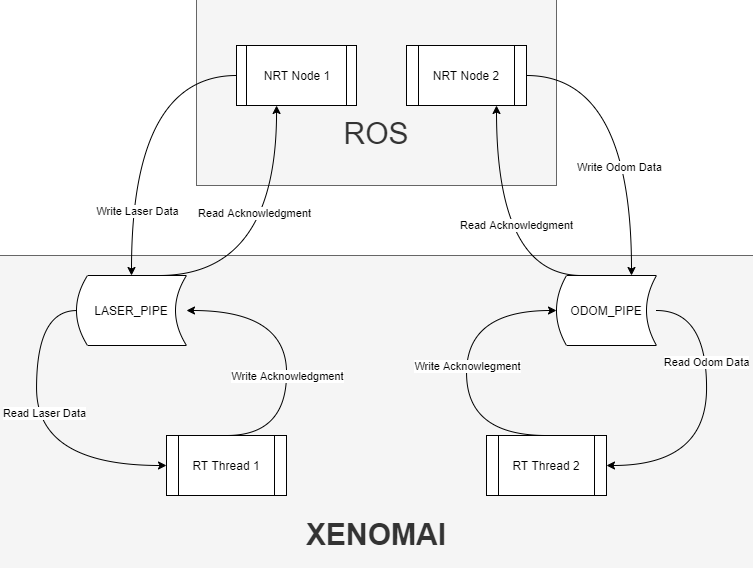 NRT Node 1
NRT Node 2
ROS
Write Odom Data
Write Laser Data
Read Acknowledgment
Read Acknowledgment
LASER_PIPE
ODOM_PIPE
Read Odom Data
Write Acknowlegment
Write Acknowledgment
Read Laser Data
RT Thread 1
RT Thread 2
XENOMAI